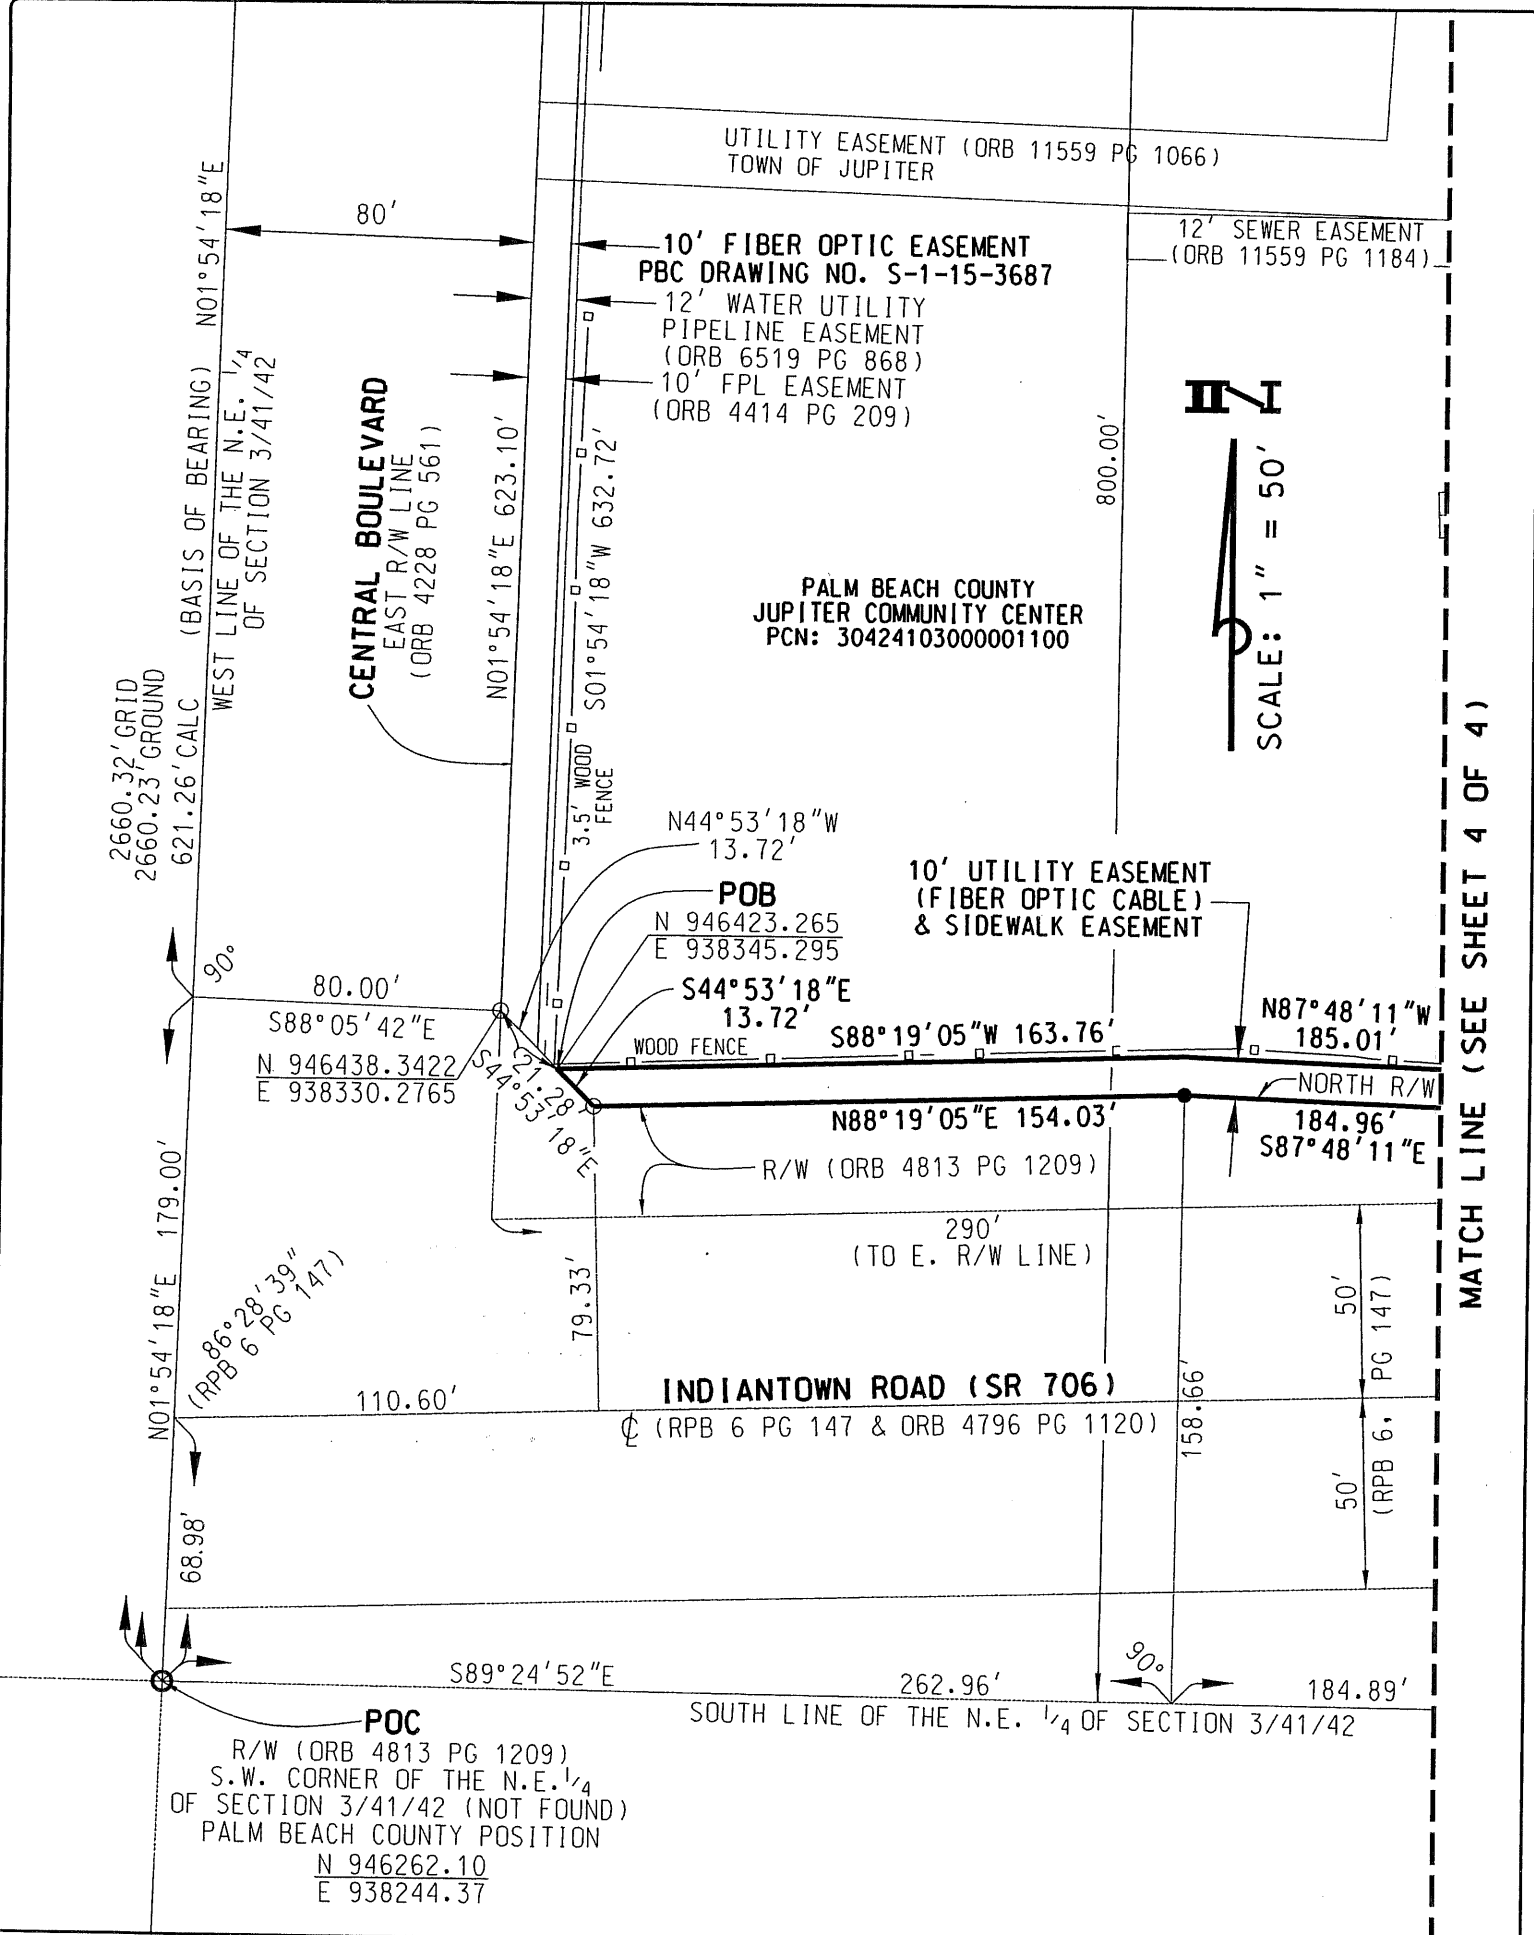 UTILITY EASEMENT (ORB 11559 PG 1066)
TOWN OF JUPITER
12' SEWER EASEMENT
(ORB 11559 PG 1184)
80'
10' FIBER OPTIC EASEMENT
PBC DRAWING NO. S-1-15-3687
12' WATER UTILITY
PIPELINE EASEMENT
(ORB 6519 PG 868)
10' FPL EASEMENT
(ORB 4414 PG 209)
2660.32' GRID
2660.23' GROUND
621.26' CALC (BASIS OF BEARING) N01°54'18"E
WEST LINE OF THE N.E. 1/4
OF SECTION 3/41/42
CENTRAL BOULEVARD
EAST R/W LINE
(ORB 4228 PG 561)
N01°54'18"E 623.10'
S01°54'18"W 632.72'
3.5' WOOD
FENCE
800.00'
N
SCALE: 1" = 50'
PALM BEACH COUNTY
JUPITER COMMUNITY CENTER
PCN: 30424103000001100
MATCH LINE (SEE SHEET 4 OF 4)
N44°53'18"W
13.72'
POB
N 946423.265
E 938345.295
S44°53'18"E
13.72'
10' UTILITY EASEMENT
(FIBER OPTIC CABLE)
& SIDEWALK EASEMENT
90°
80.00'
S88°05'42"E
N 946438.3422
E 938330.2765
21.28'
S44°53'18"E
WOOD FENCE
S88°19'05"W 163.76'
N87°48'11"W
185.01'
NORTH R/W
N88°19'05"E 154.03'
184.96'
S87°48'11"E
R/W (ORB 4813 PG 1209)
290'
(TO E. R/W LINE)
N01°54'18"E 179.00'
86°28'39"
(RPB 6 PG 147)
79.33'
110.60'
INDIANTOWN ROAD (SR 706)
℄ (RPB 6 PG 147 & ORB 4796 PG 1120)
158.66'
50'
50'
(RPB 6, PG 147)
68.98'
S89°24'52"E
262.96'
90°
184.89'
SOUTH LINE OF THE N.E. 1/4 OF SECTION 3/41/42
POC
R/W (ORB 4813 PG 1209)
S.W. CORNER OF THE N.E. 1/4
OF SECTION 3/41/42 (NOT FOUND)
PALM BEACH COUNTY POSITION
N 946262.10
E 938244.37